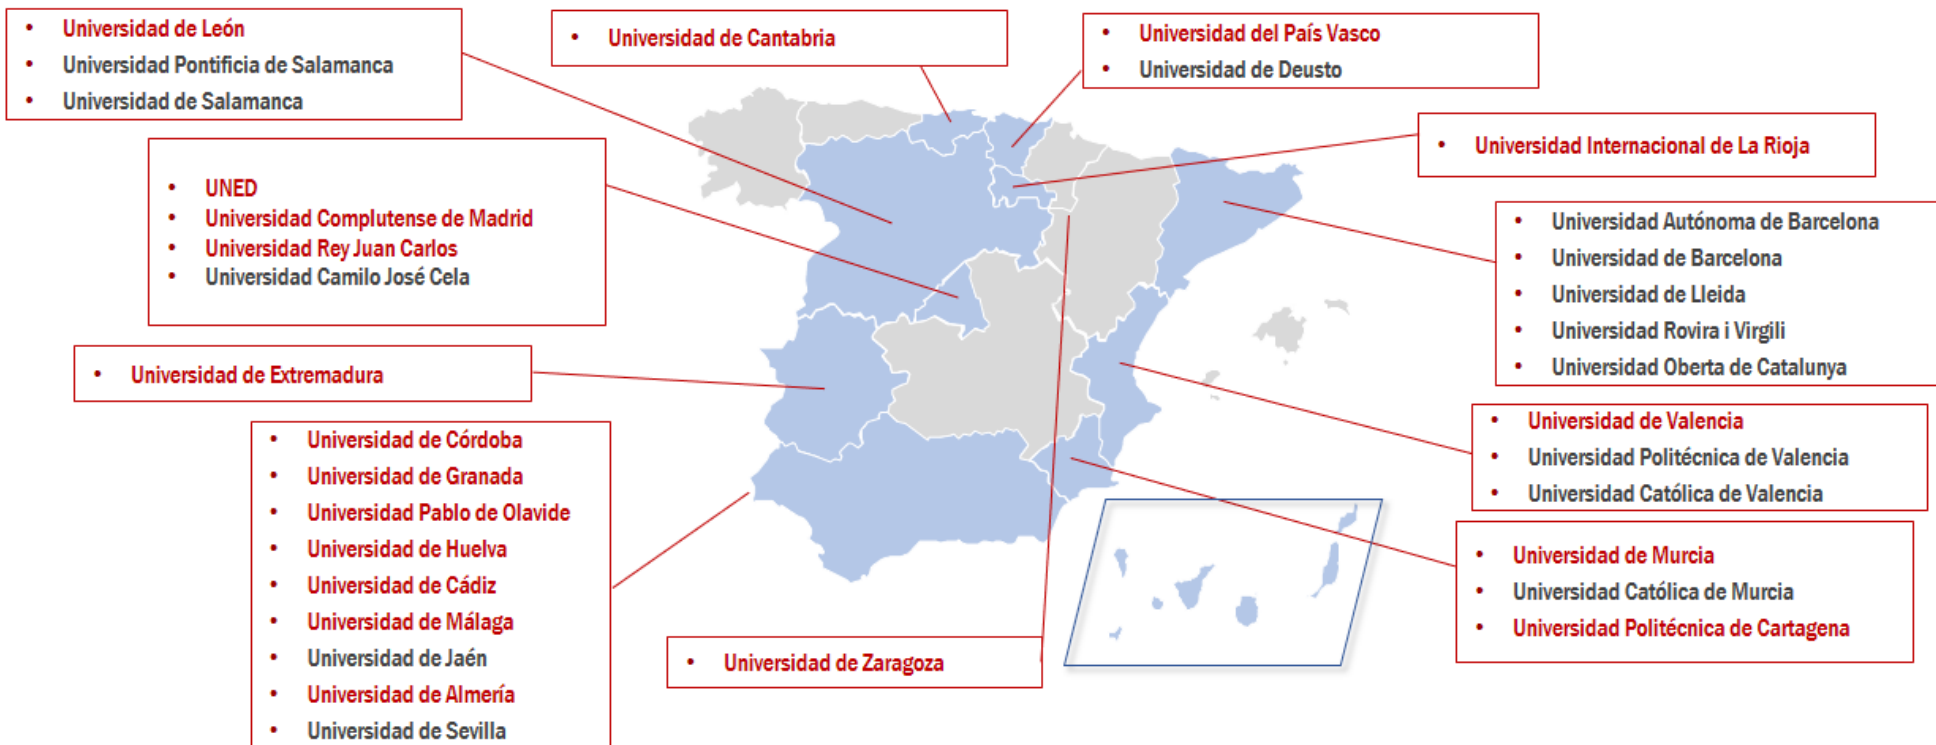 • Universidad de León
• Universidad Pontificia de Salamanca
• Universidad de Salamanca
• Universidad de Cantabria
• Universidad del País Vasco
• Universidad de Deusto
• Universidad Internacional de La Rioja
• UNED
• Universidad Complutense de Madrid
• Universidad Rey Juan Carlos
• Universidad Camilo José Cela
• Universidad Autónoma de Barcelona
• Universidad de Barcelona
• Universidad de Lleida
• Universidad Rovira i Virgili
• Universidad Oberta de Catalunya
• Universidad de Extremadura
• Universidad de Valencia
• Universidad Politécnica de Valencia
• Universidad Católica de Valencia
• Universidad de Córdoba
• Universidad de Granada
• Universidad Pablo de Olavide
• Universidad de Huelva
• Universidad de Cádiz
• Universidad de Málaga
• Universidad de Jaén
• Universidad de Almería
• Universidad de Sevilla
• Universidad de Murcia
• Universidad Católica de Murcia
• Universidad Politécnica de Cartagena
• Universidad de Zaragoza